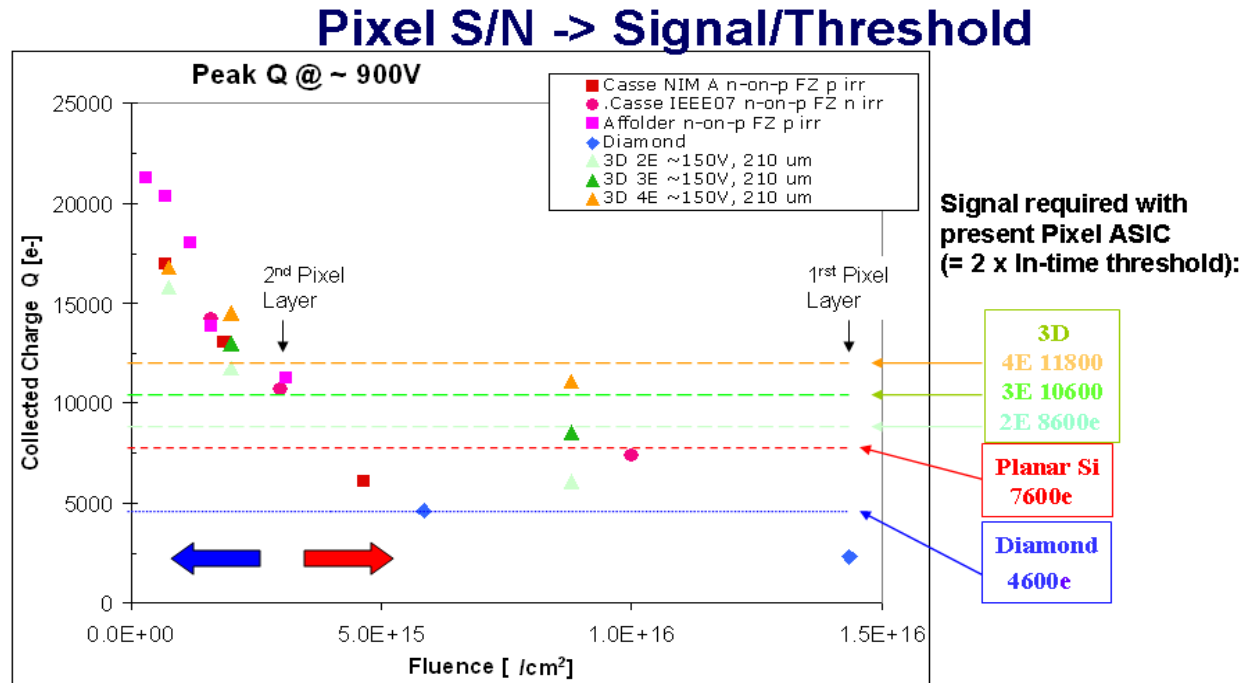 Pixel S/N -> Signal/Threshold
Peak Q @ ~ 900V
Casse NIM A n-on-p FZ p irr
.Casse IEEE07 n-on-p FZ n irr
Affolder n-on-p FZ p irr
Diamond
3D 2E ~150V, 210 um
3D 3E ~150V, 210 um
3D 4E ~150V, 210 um
25000
20000
15000
10000
5000
0
Collected Charge Q [e-]
2nd Pixel
Layer
1rst Pixel
Layer
0.0E+00
5.0E+15
1.0E+16
1.5E+16
Fluence [ /cm²]
Signal required with
present Pixel ASIC
(= 2 x In-time threshold):
3D
4E 11800
3E 10600
2E 8600e
Planar Si
7600e
Diamond
4600e